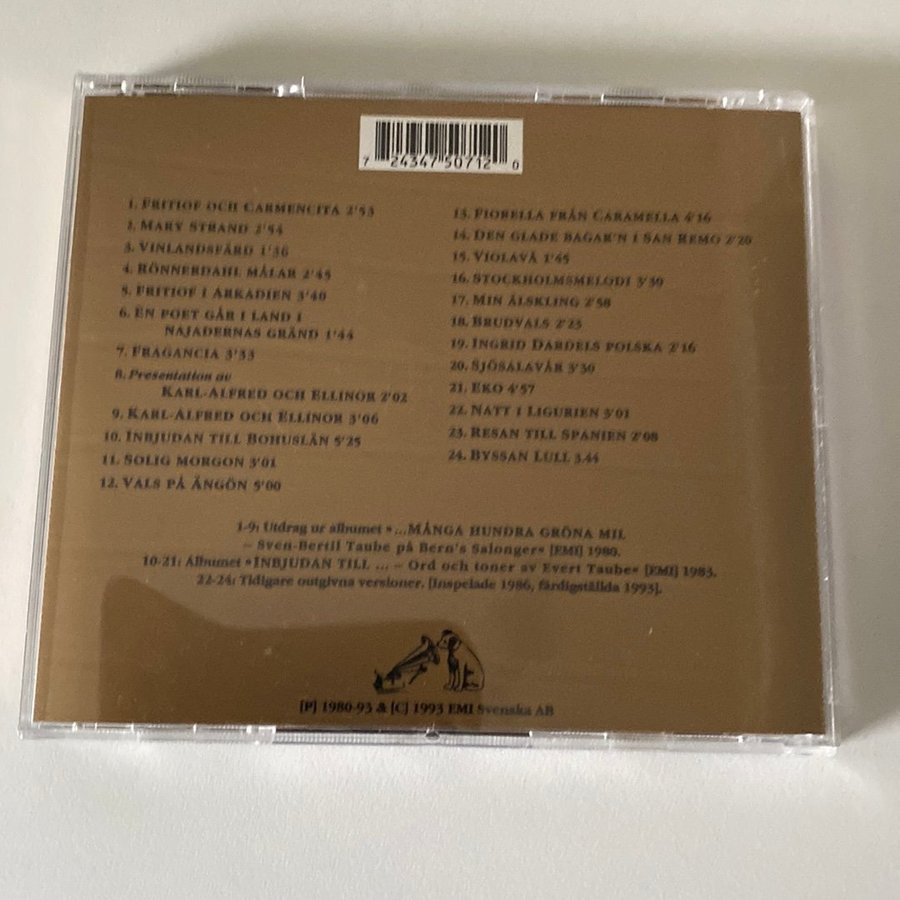 7 24347 50712 0
1. FRITIOF OCH CARMENCITA 2'53
2. MARY STRAND 2'54
3. VINLANDSFÄRD 1'36
4. RÖNNERDAHL MÅLAR 2'45
5. FRITIOF I ARKADIEN 3'40
6. EN POET GÅR I LAND I
NAJADERNAS GRÄND 1'44
7. FRAGANCIA 3'33
8. Presentation av
KARL-ALFRED OCH ELLINOR 2'02
9. KARL-ALFRED OCH ELLINOR 3'06
10. INBJUDAN TILL BOHUSLÄN 5'25
11. SOLIG MORGON 3'01
12. VALS PÅ ÄNGÖN 5'00
13. FIORELLA FRÅN CARAMELLA 4'16
14. DEN GLADE BAGAR'N I SAN REMO 2'20
15. VIOLAVÅ 1'45
16. STOCKHOLMSMELODI 3'30
17. MIN ÄLSKLING 2'58
18. BRUDVALS 2'23
19. INGRID DARDELS POLSKA 2'16
20. SJÖSALAVÅR 3'30
21. EKO 4'57
22. NATT I LIGURIEN 3'01
23. RESAN TILL SPANIEN 2'08
24. BYSSAN LULL 3.44
1-9: Utdrag ur albumet »...MÅNGA HUNDRA GRÖNA MIL
– Sven-Bertil Taube på Bern's Salonger« [EMI] 1980.
10-21: Albumet »INBJUDAN TILL ... – Ord och toner av Evert Taube« [EMI] 1983.
22-24: Tidigare outgivna versioner. [Inspelade 1986, färdigställda 1993].
[P] 1980-93 & [C] 1993 EMI Svenska AB